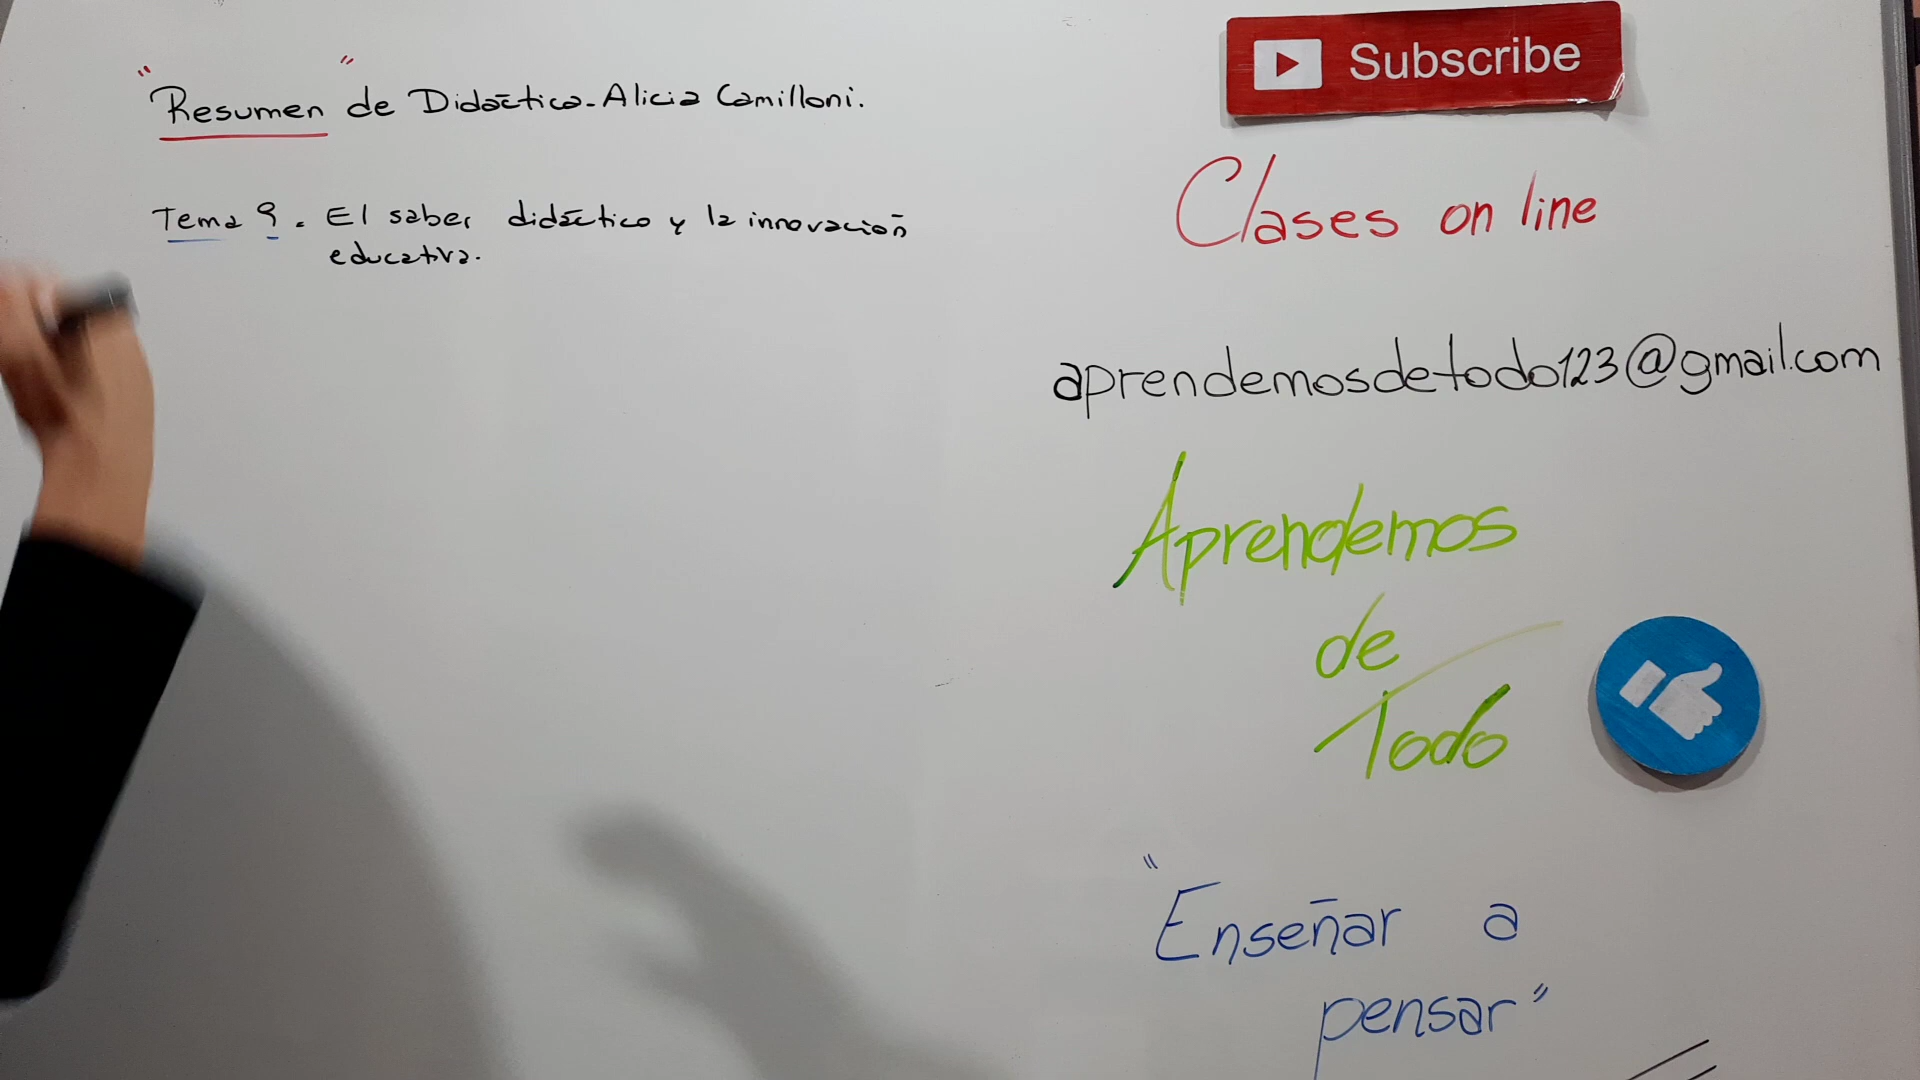 "Resumen" de Didáctica-Alicia Camilloni.
Tema 9. El saber didáctico y la innovación
educativa.
Subscribe
Clases on line
aprendemosdetodo123@gmail.com
Aprendemos
de
Todo
"Enseñar a
pensar"